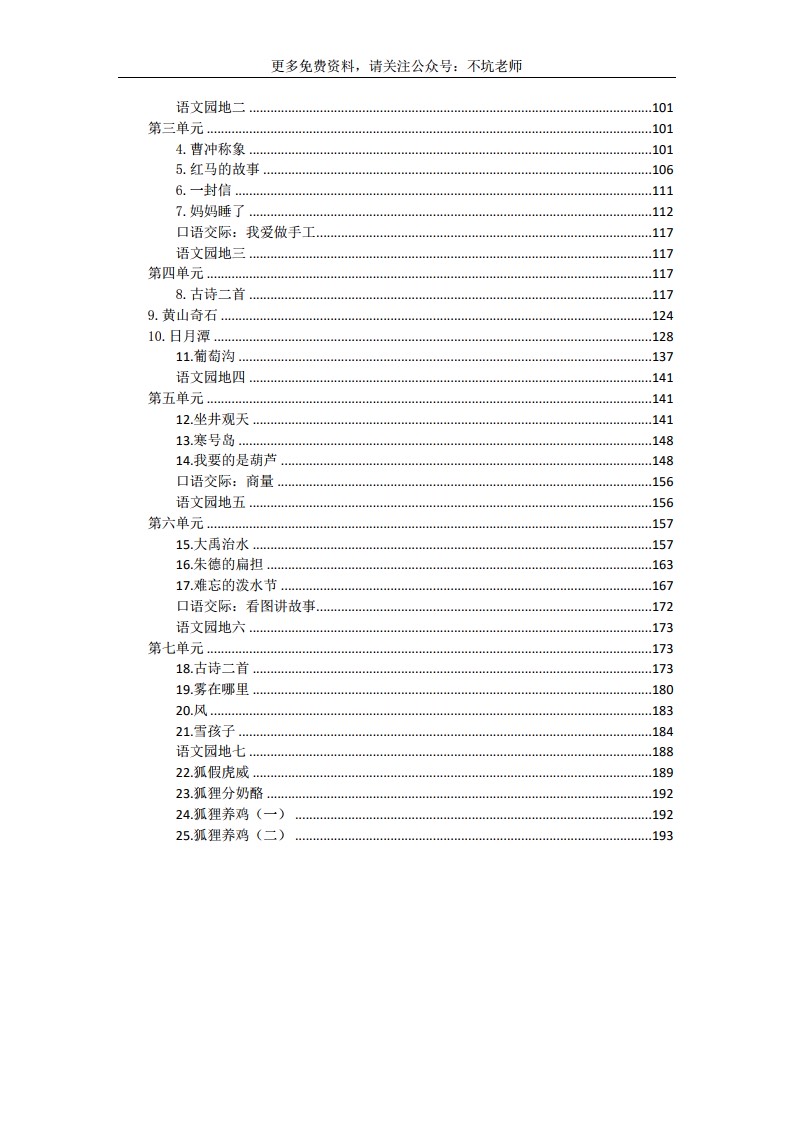 更多免费资料，请关注公众号：不坑老师
语文园地二 ........................................ 101
第三单元 ........................................ 101
4. 曹冲称象 ........................................ 101
5. 红马的故事 ........................................ 106
6. 一封信 ........................................ 111
7. 妈妈睡了 ........................................ 112
口语交际：我爱做手工 ........................................ 117
语文园地三 ........................................ 117
第四单元 ........................................ 117
8. 古诗二首 ........................................ 117
9. 黄山奇石 ........................................ 124
10. 日月潭 ........................................ 128
11.葡萄沟 ........................................ 137
语文园地四 ........................................ 141
第五单元 ........................................ 141
12.坐井观天 ........................................ 141
13.寒号岛 ........................................ 148
14.我要的是葫芦 ........................................ 148
口语交际：商量 ........................................ 156
语文园地五 ........................................ 156
第六单元 ........................................ 157
15.大禹治水 ........................................ 157
16.朱德的扁担 ........................................ 163
17.难忘的泼水节 ........................................ 167
口语交际：看图讲故事 ........................................ 172
语文园地六 ........................................ 173
第七单元 ........................................ 173
18.古诗二首 ........................................ 173
19.雾在哪里 ........................................ 180
20.风 ........................................ 183
21.雪孩子 ........................................ 184
语文园地七 ........................................ 188
22.狐假虎威 ........................................ 189
23.狐狸分奶酪 ........................................ 192
24.狐狸养鸡（一） ........................................ 192
25.狐狸养鸡（二） ........................................ 193